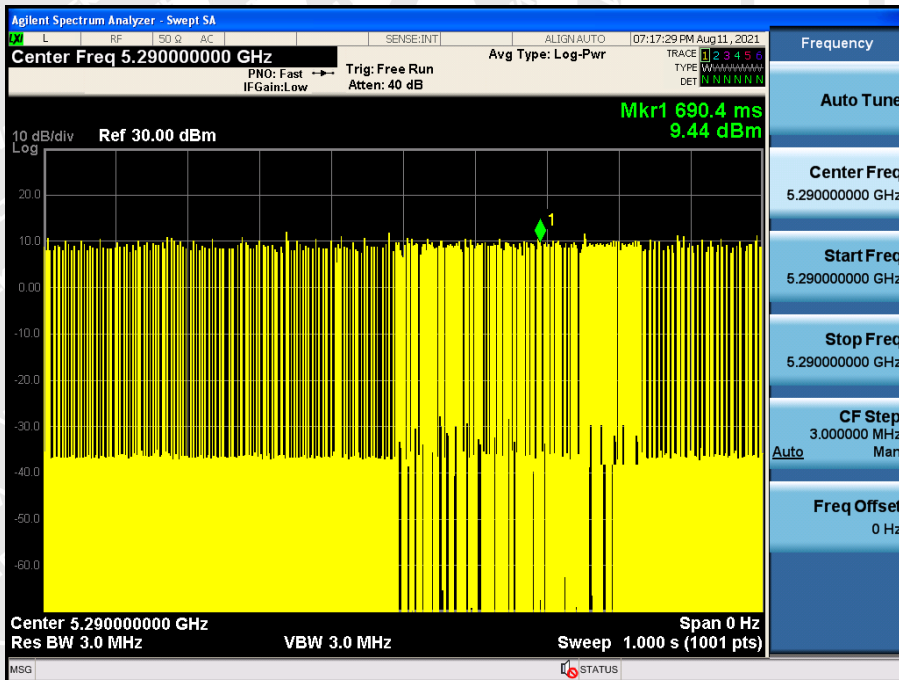 Agilent Spectrum Analyzer - Swept SA
LXI L RF 50 Ω AC SENSE:INT ALIGN AUTO 07:17:29 PM Aug 11, 2021
Center Freq 5.290000000 GHz
PNO: Fast
IFGain:Low
Trig: Free Run
Atten: 40 dB
Avg Type: Log-Pwr
TRACE 1 2 3 4 5 6
TYPE WWWWWW
DET N N N N N N
Mkr1 690.4 ms
9.44 dBm
10 dB/div Ref 30.00 dBm
Log
20.0
10.0
0.00
-10.0
-20.0
-30.0
-40.0
-50.0
-60.0
1
Center 5.290000000 GHz Span 0 Hz
Res BW 3.0 MHz VBW 3.0 MHz Sweep 1.000 s (1001 pts)
MSG STATUS
Frequency
Auto Tune
Center Freq
5.290000000 GHz
Start Freq
5.290000000 GHz
Stop Freq
5.290000000 GHz
CF Step
3.000000 MHz
Auto Man
Freq Offset
0 Hz